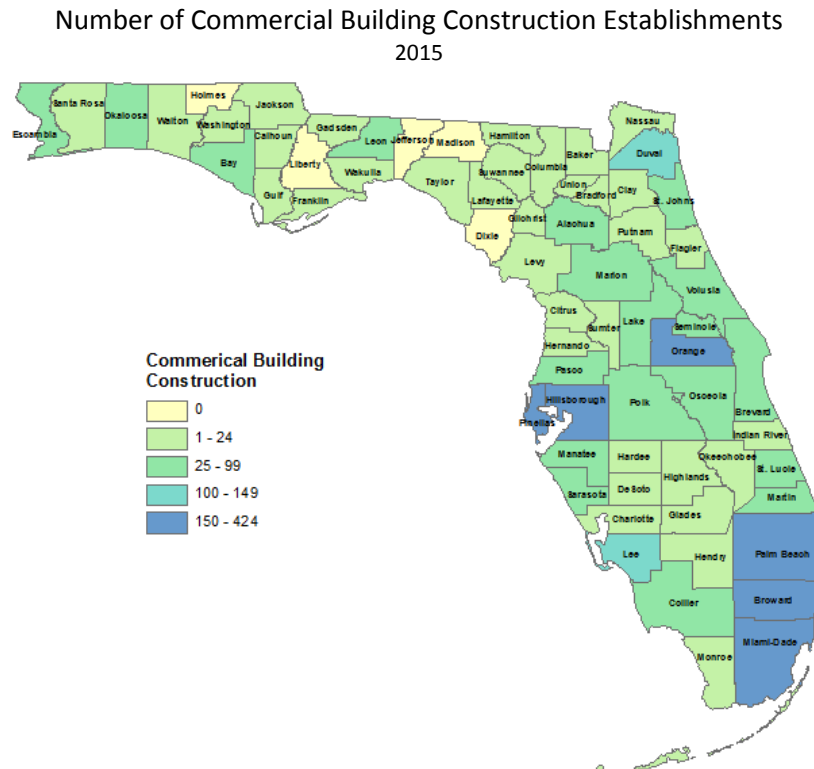 Number of Commercial Building Construction Establishments
2015
Holmes
Santa Rosa
Okaloosa
Walton
Jackson
Washington
Escambia
Bay
Calhoun
Gadsden
Leon
Jefferson
Madison
Hamilton
Nassau
Duval
Baker
Columbia
Suwannee
Liberty
Wakulla
Taylor
Gulf
Franklin
Lafayette
Union
Bradford
Clay
St. Johns
Gilchrist
Alachua
Putnam
Dixie
Flagler
Levy
Marion
Volusia
Citrus
Sumter
Lake
Seminole
Hernando
Orange
Pasco
Commerical Building
Construction
0
1 - 24
25 - 99
100 - 149
150 - 424
Hillsborough
Pinellas
Polk
Osceola
Brevard
Indian River
Manatee
Hardee
Okeechobee
Highlands
St. Lucie
Sarasota
DeSoto
Martin
Charlotte
Glades
Lee
Hendry
Palm Beach
Collier
Broward
Miami-Dade
Monroe